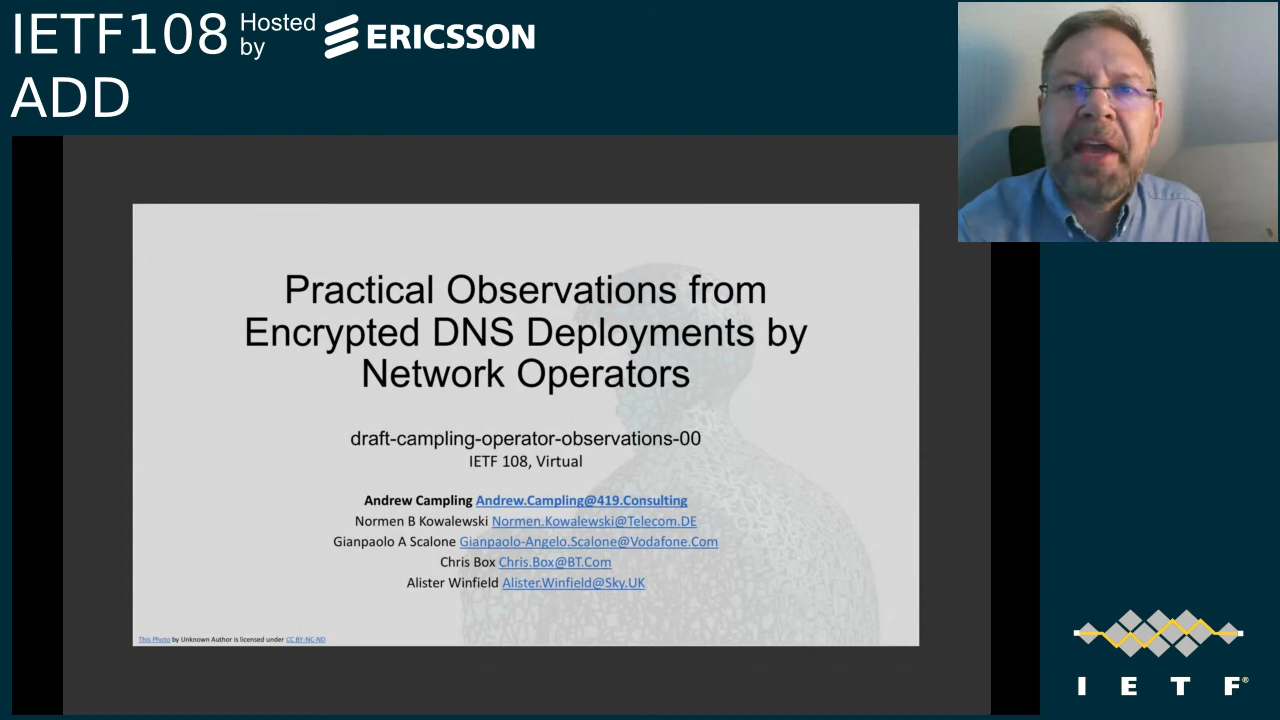 IETF108 Hosted by ERICSSON
ADD
Practical Observations from
Encrypted DNS Deployments by
Network Operators
draft-campling-operator-observations-00
IETF 108, Virtual
Andrew Campling Andrew.Campling@419.Consulting
Normen B Kowalewski Normen.Kowalewski@Telecom.DE
Gianpaolo A Scalone Gianpaolo-Angelo.Scalone@Vodafone.Com
Chris Box Chris.Box@BT.Com
Alister Winfield Alister.Winfield@Sky.UK
This Photo by Unknown Author is licensed under CC BY-NC-ND
I E T F®